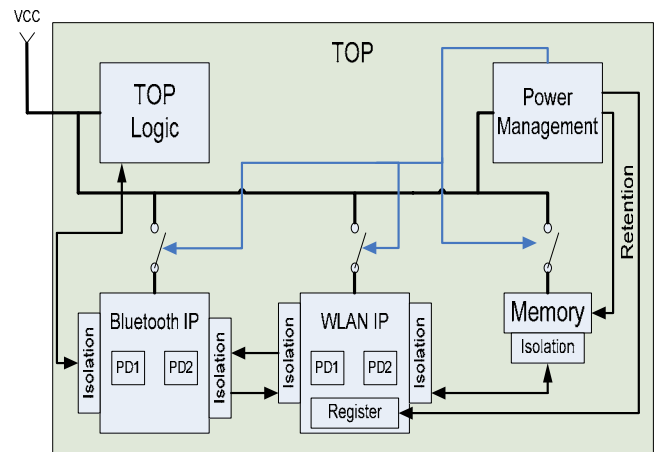 VCC
TOP
TOP
Logic
Power
Management
Retention
Bluetooth IP
PD1
PD2
Isolation
Isolation
WLAN IP
PD1
PD2
Register
Isolation
Isolation
Memory
Isolation